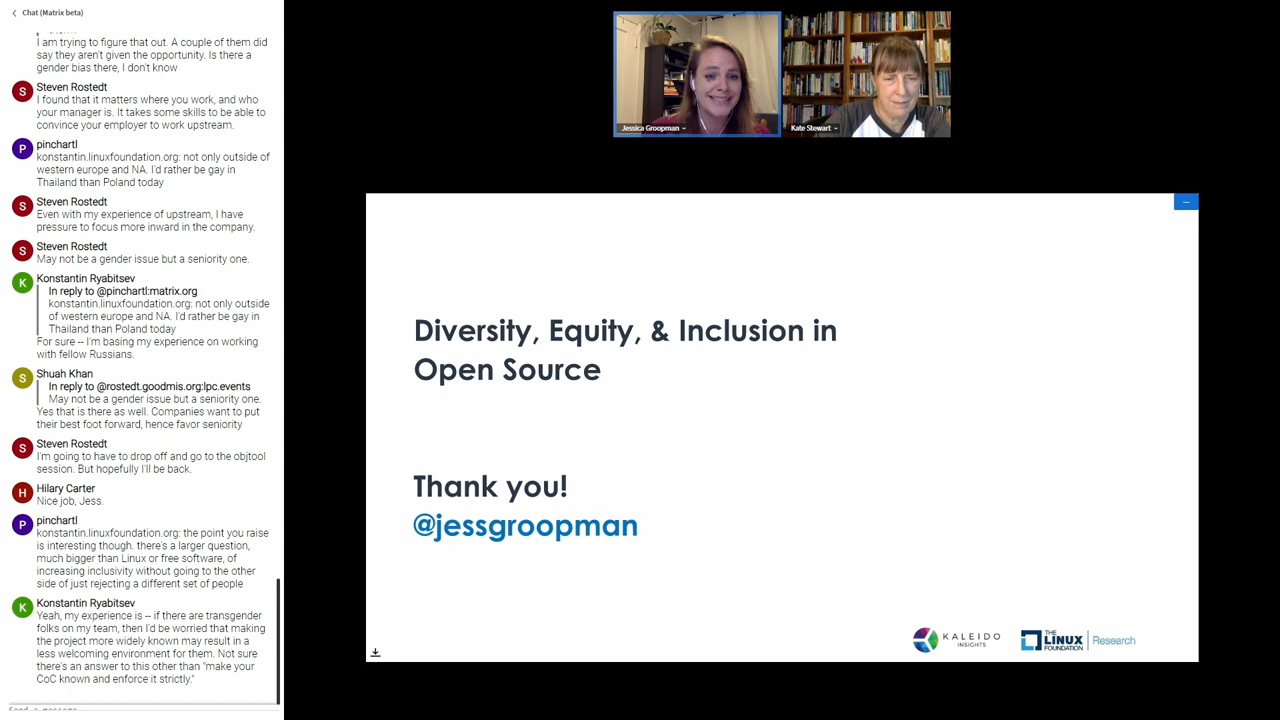 Chat (Matrix beta)
I am trying to figure that out. A couple of them did
say they aren't given the opportunity. Is there a
gender bias there, I don't know
S
Steven Rostedt
I found that it matters where you work, and who
your manager is. It takes some skills to be able to
convince your employer to work upstream.
P
pinchartl
konstantin.linuxfoundation.org: not only outside of
western europe and NA. I'd rather be gay in
Thailand than Poland today
S
Steven Rostedt
Even with my experience of upstream, I have
pressure to focus more inward in the company.
S
Steven Rostedt
May not be a gender issue but a seniority one.
K
Konstantin Ryabitsev
In reply to @pinchartl:matrix.org
konstantin.linuxfoundation.org: not only outside
of western europe and NA. I'd rather be gay in
Thailand than Poland today
For sure -- I'm basing my experience on working
with fellow Russians.
S
Shuah Khan
In reply to @rostedt.goodmis.org:lpc.events
May not be a gender issue but a seniority one.
Yes that is there as well. Companies want to put
their best foot forward, hence favor seniority
S
Steven Rostedt
I'm going to have to drop off and go to the objtool
session. But hopefully I'll be back.
H
Hilary Carter
Nice job, Jess.
P
pinchartl
konstantin.linuxfoundation.org: the point you raise
is interesting though. there's a larger question,
much bigger than Linux or free software, of
increasing inclusivity without going to the other
side of just rejecting a different set of people
K
Konstantin Ryabitsev
Yeah, my experience is -- if there are transgender
folks on my team, then I'd be worried that making
the project more widely known may result in a
less welcoming environment for them. Not sure
there's an answer to this other than "make your
CoC known and enforce it strictly."
Send a message
Jessica Groopman
Kate Stewart
Diversity, Equity, & Inclusion in
Open Source
Thank you!
@jessgroopman
KALEIDO
INSIGHTS
THE
LINUX
FOUNDATION
Research